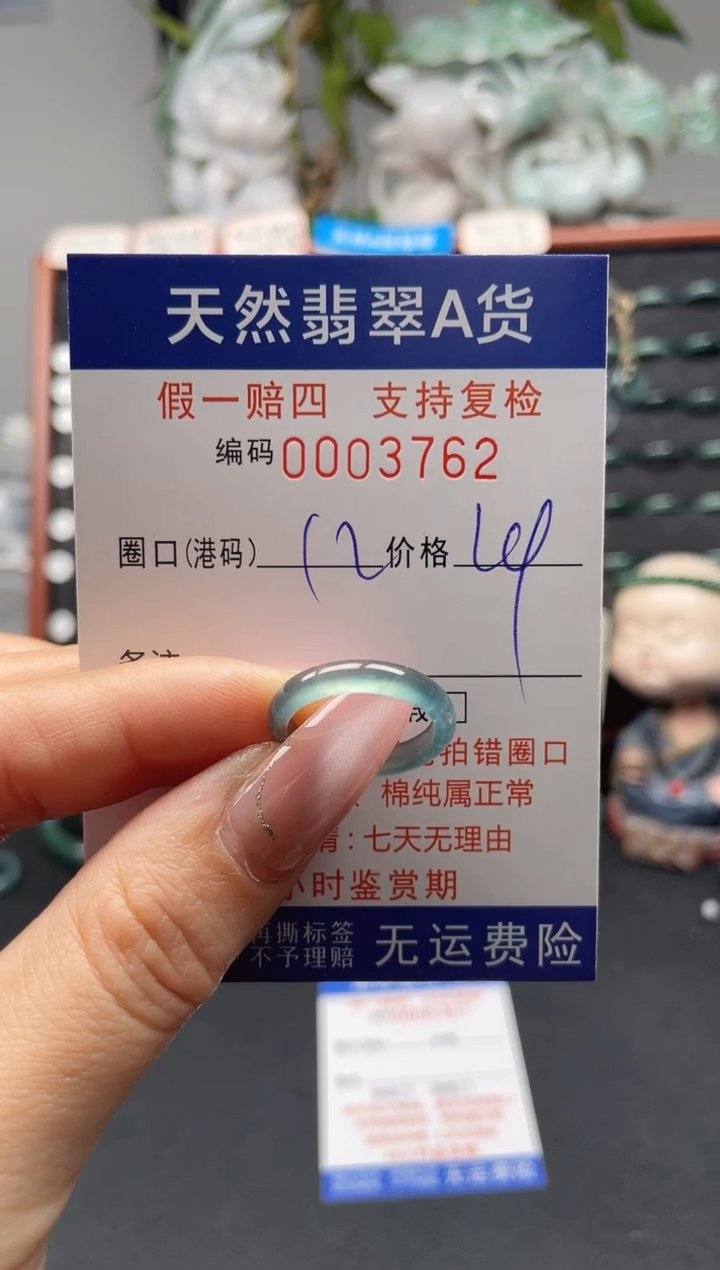 天然翡翠A货
假一赔四 支持复检
编码 0003762
圈口(港码) 12 价格
拍错圈口
棉纯属正常
情:七天无理由
小时鉴赏期
再撕标签
不予理赔
无运费险